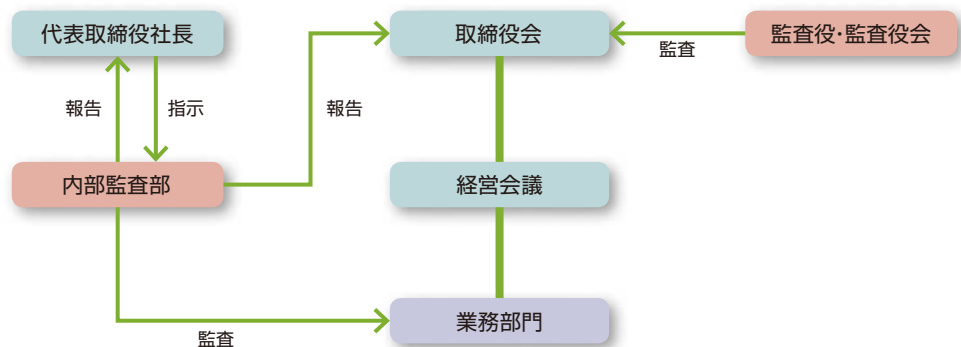 代表取締役社長
取締役会
監査役・監査役会
監査
報告
指示
報告
内部監査部
経営会議
業務部門
監査